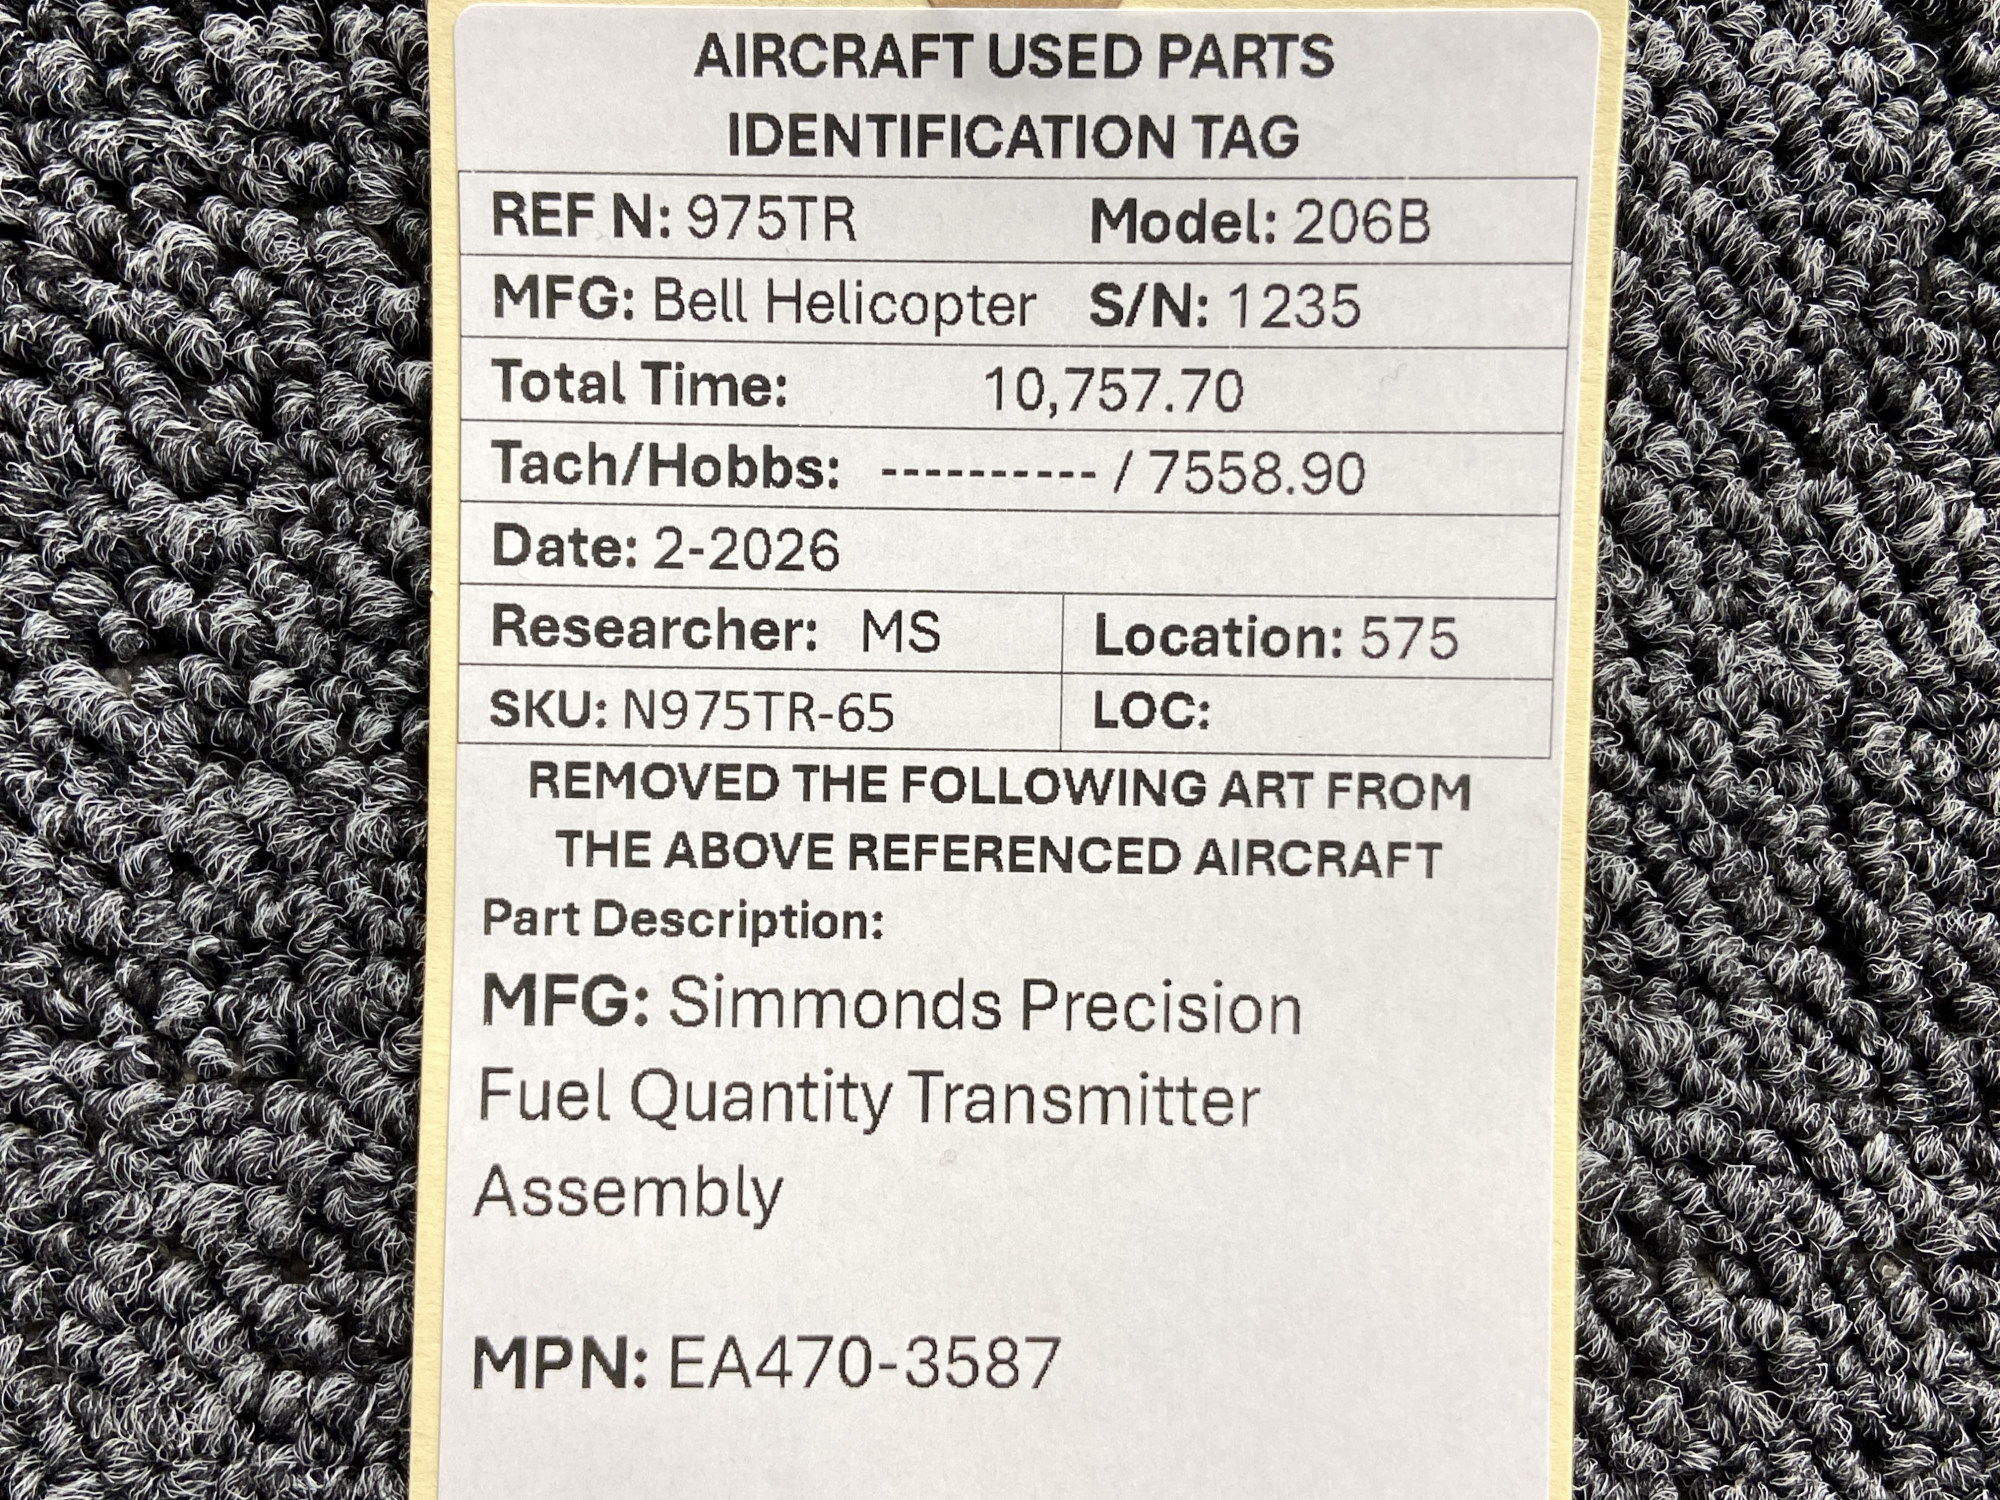 AIRCRAFT USED PARTS
IDENTIFICATION TAG
REF N: 975TR Model: 206B
MFG: Bell Helicopter S/N: 1235
Total Time: 10,757.70
Tach/Hobbs: ---------- / 7558.90
Date: 2-2026
Researcher: MS Location: 575
SKU: N975TR-65 LOC:
REMOVED THE FOLLOWING ART FROM
THE ABOVE REFERENCED AIRCRAFT
Part Description:
MFG: Simmonds Precision
Fuel Quantity Transmitter
Assembly
MPN: EA470-3587